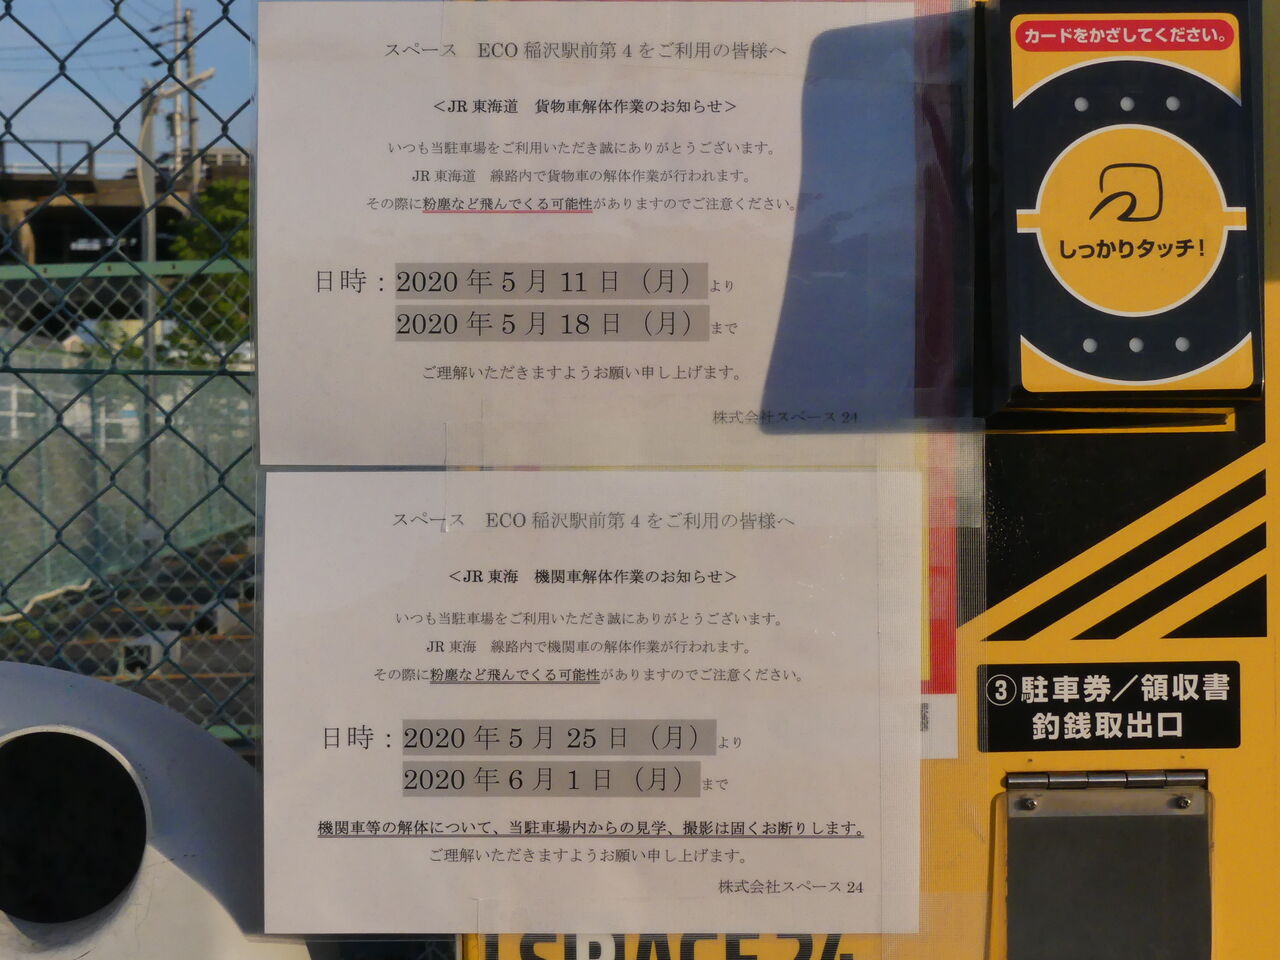 スペース　ECO 稲沢駅前第 4 をご利用の皆様へ
＜JR 東海道　貨物車解体作業のお知らせ＞
いつも当駐車場をご利用いただき誠にありがとうございます。
JR 東海道　線路内で貨物車の解体作業が行われます。
その際に粉塵など飛んでくる可能性がありますのでご注意ください。
日時：2020 年 5 月 11 日（月）より
2020 年 5 月 18 日（月）まで
ご理解いただきますようお願い申し上げます。
株式会社スペース 24
スペース　ECO 稲沢駅前第 4 をご利用の皆様へ
＜JR 東海　機関車解体作業のお知らせ＞
いつも当駐車場をご利用いただき誠にありがとうございます。
JR 東海　線路内で機関車の解体作業が行われます。
その際に粉塵など飛んでくる可能性がありますのでご注意ください。
日時：2020 年 5 月 25 日（月）より
2020 年 6 月 1 日（月）まで
機関車等の解体について、当駐車場内からの見学、撮影は固くお断りします。
ご理解いただきますようお願い申し上げます。
株式会社スペース 24
カードをかざしてください。
しっかりタッチ！
③駐車券／領収書
釣銭取出口